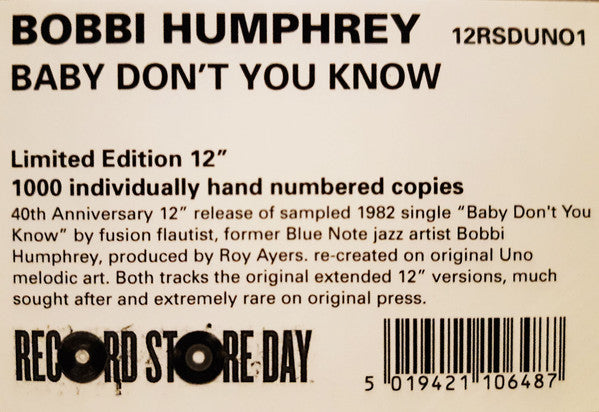 BOBBI HUMPHREY 12RSDUNO1
BABY DON'T YOU KNOW
Limited Edition 12"
1000 individually hand numbered copies
40th Anniversary 12" release of sampled 1982 single "Baby Don't You
Know" by fusion flautist, former Blue Note jazz artist Bobbi
Humphrey, produced by Roy Ayers. re-created on original Uno
melodic art. Both tracks the original extended 12" versions, much
sought after and extremely rare on original press.
RECORD STORE DAY
5 019421 106487